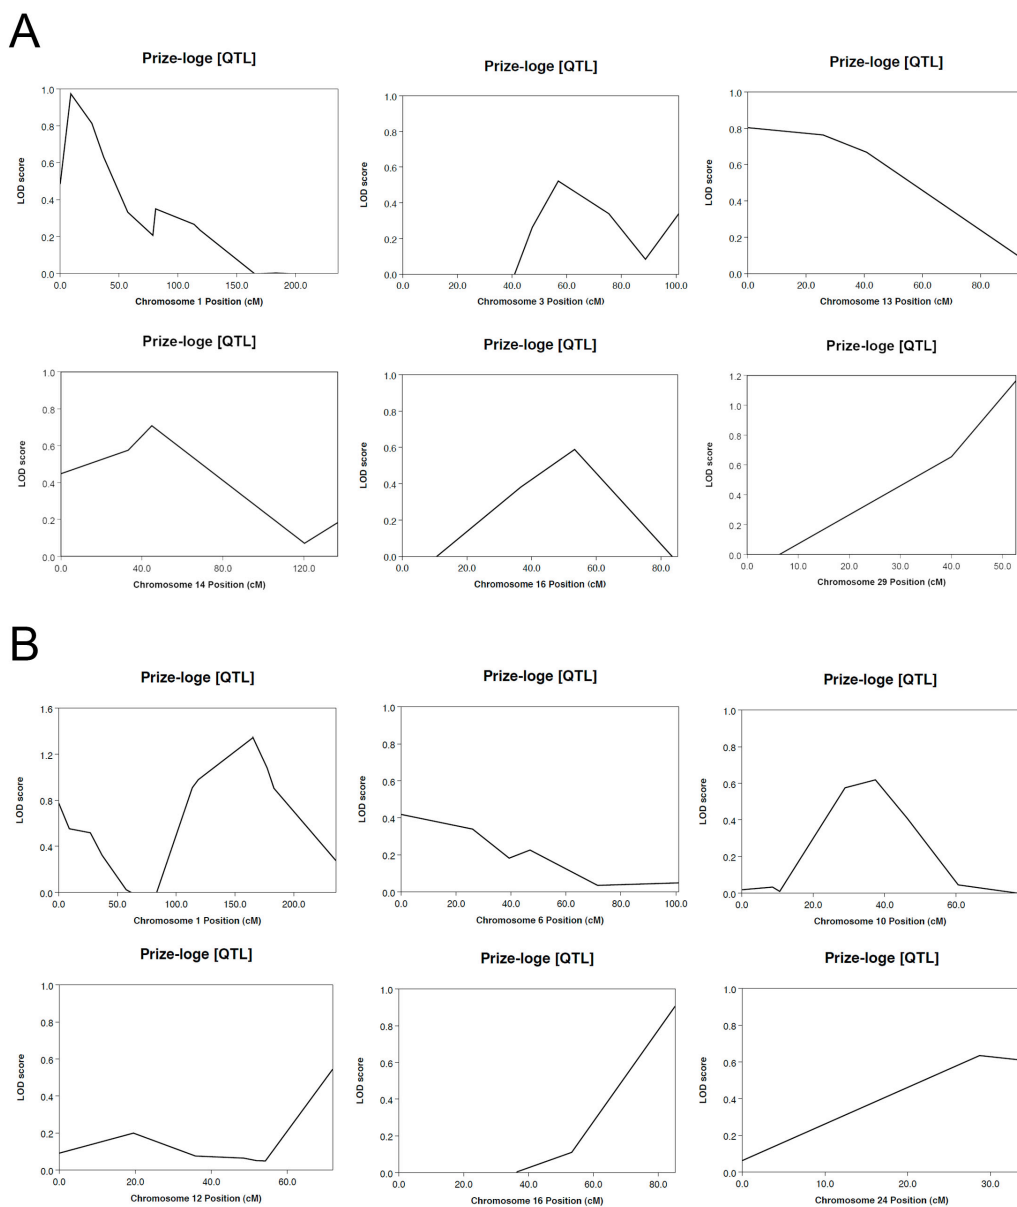 A
Prize-loge [QTL]
1.0
0.8
0.6
0.4
0.2
0.0
LOD score
0.0 50.0 100.0 150.0 200.0
Chromosome 1 Position (cM)
Prize-loge [QTL]
1.0
0.8
0.6
0.4
0.2
0.0
LOD score
0.0 20.0 40.0 60.0 80.0 100.0
Chromosome 3 Position (cM)
Prize-loge [QTL]
1.0
0.8
0.6
0.4
0.2
0.0
LOD score
0.0 20.0 40.0 60.0 80.0
Chromosome 13 Position (cM)
Prize-loge [QTL]
1.0
0.8
0.6
0.4
0.2
0.0
LOD score
0.0 40.0 80.0 120.0
Chromosome 14 Position (cM)
Prize-loge [QTL]
1.0
0.8
0.6
0.4
0.2
0.0
LOD score
0.0 20.0 40.0 60.0 80.0
Chromosome 16 Position (cM)
Prize-loge [QTL]
1.2
1.0
0.8
0.6
0.4
0.2
0.0
LOD score
0.0 10.0 20.0 30.0 40.0 50.0
Chromosome 29 Position (cM)
B
Prize-loge [QTL]
1.6
1.2
0.8
0.4
0.0
LOD score
0.0 50.0 100.0 150.0 200.0
Chromosome 1 Position (cM)
Prize-loge [QTL]
1.0
0.8
0.6
0.4
0.2
0.0
LOD score
0.0 20.0 40.0 60.0 80.0 100.0
Chromosome 6 Position (cM)
Prize-loge [QTL]
1.0
0.8
0.6
0.4
0.2
0.0
LOD score
0.0 20.0 40.0 60.0
Chromosome 10 Position (cM)
Prize-loge [QTL]
1.0
0.8
0.6
0.4
0.2
0.0
LOD score
0.0 20.0 40.0 60.0
Chromosome 12 Position (cM)
Prize-loge [QTL]
1.0
0.8
0.6
0.4
0.2
0.0
LOD score
0.0 20.0 40.0 60.0 80.0
Chromosome 16 Position (cM)
Prize-loge [QTL]
1.0
0.8
0.6
0.4
0.2
0.0
LOD score
0.0 10.0 20.0 30.0
Chromosome 24 Position (cM)